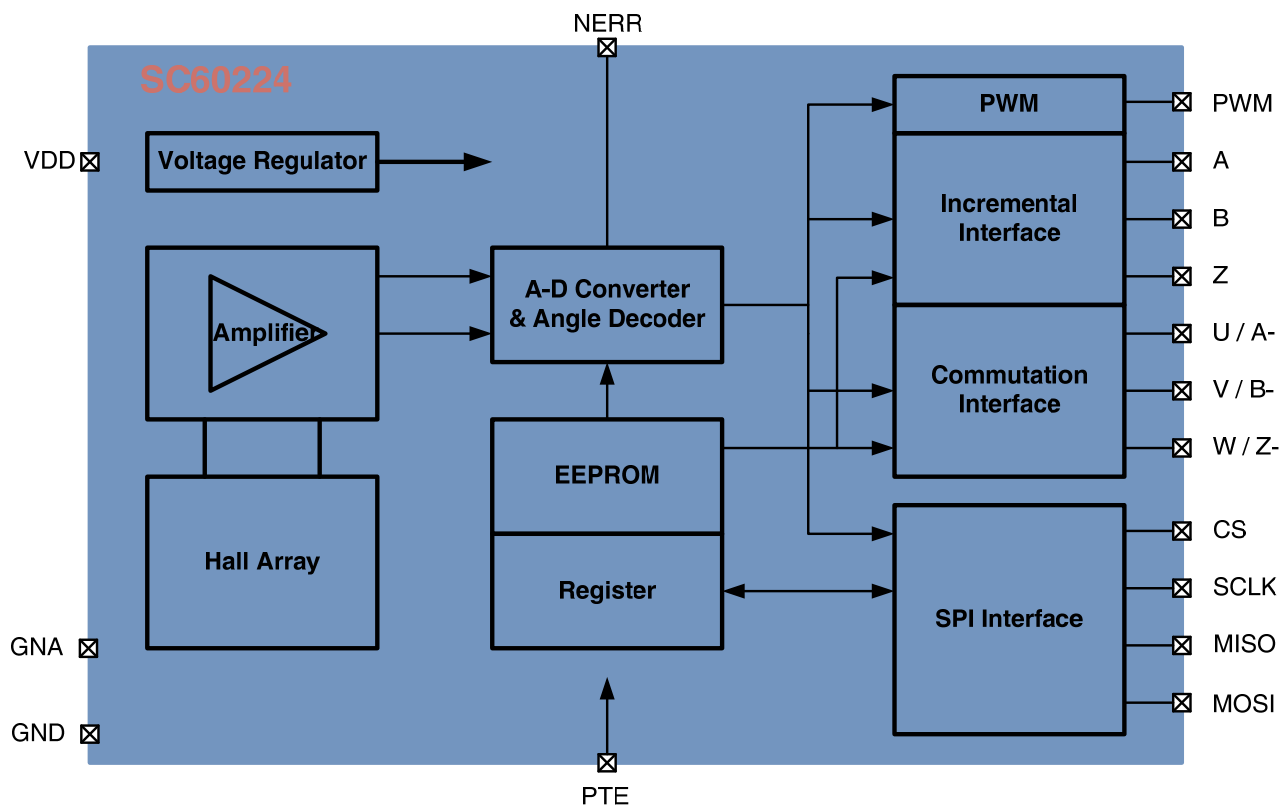 NERR
SC60224
VDD
Voltage Regulator
Amplifier
Hall Array
GNA
GND
A-D Converter
& Angle Decoder
EEPROM
Register
PTE
PWM
Incremental
Interface
Commutation
Interface
SPI Interface
PWM
A
B
Z
U / A-
V / B-
W / Z-
CS
SCLK
MISO
MOSI